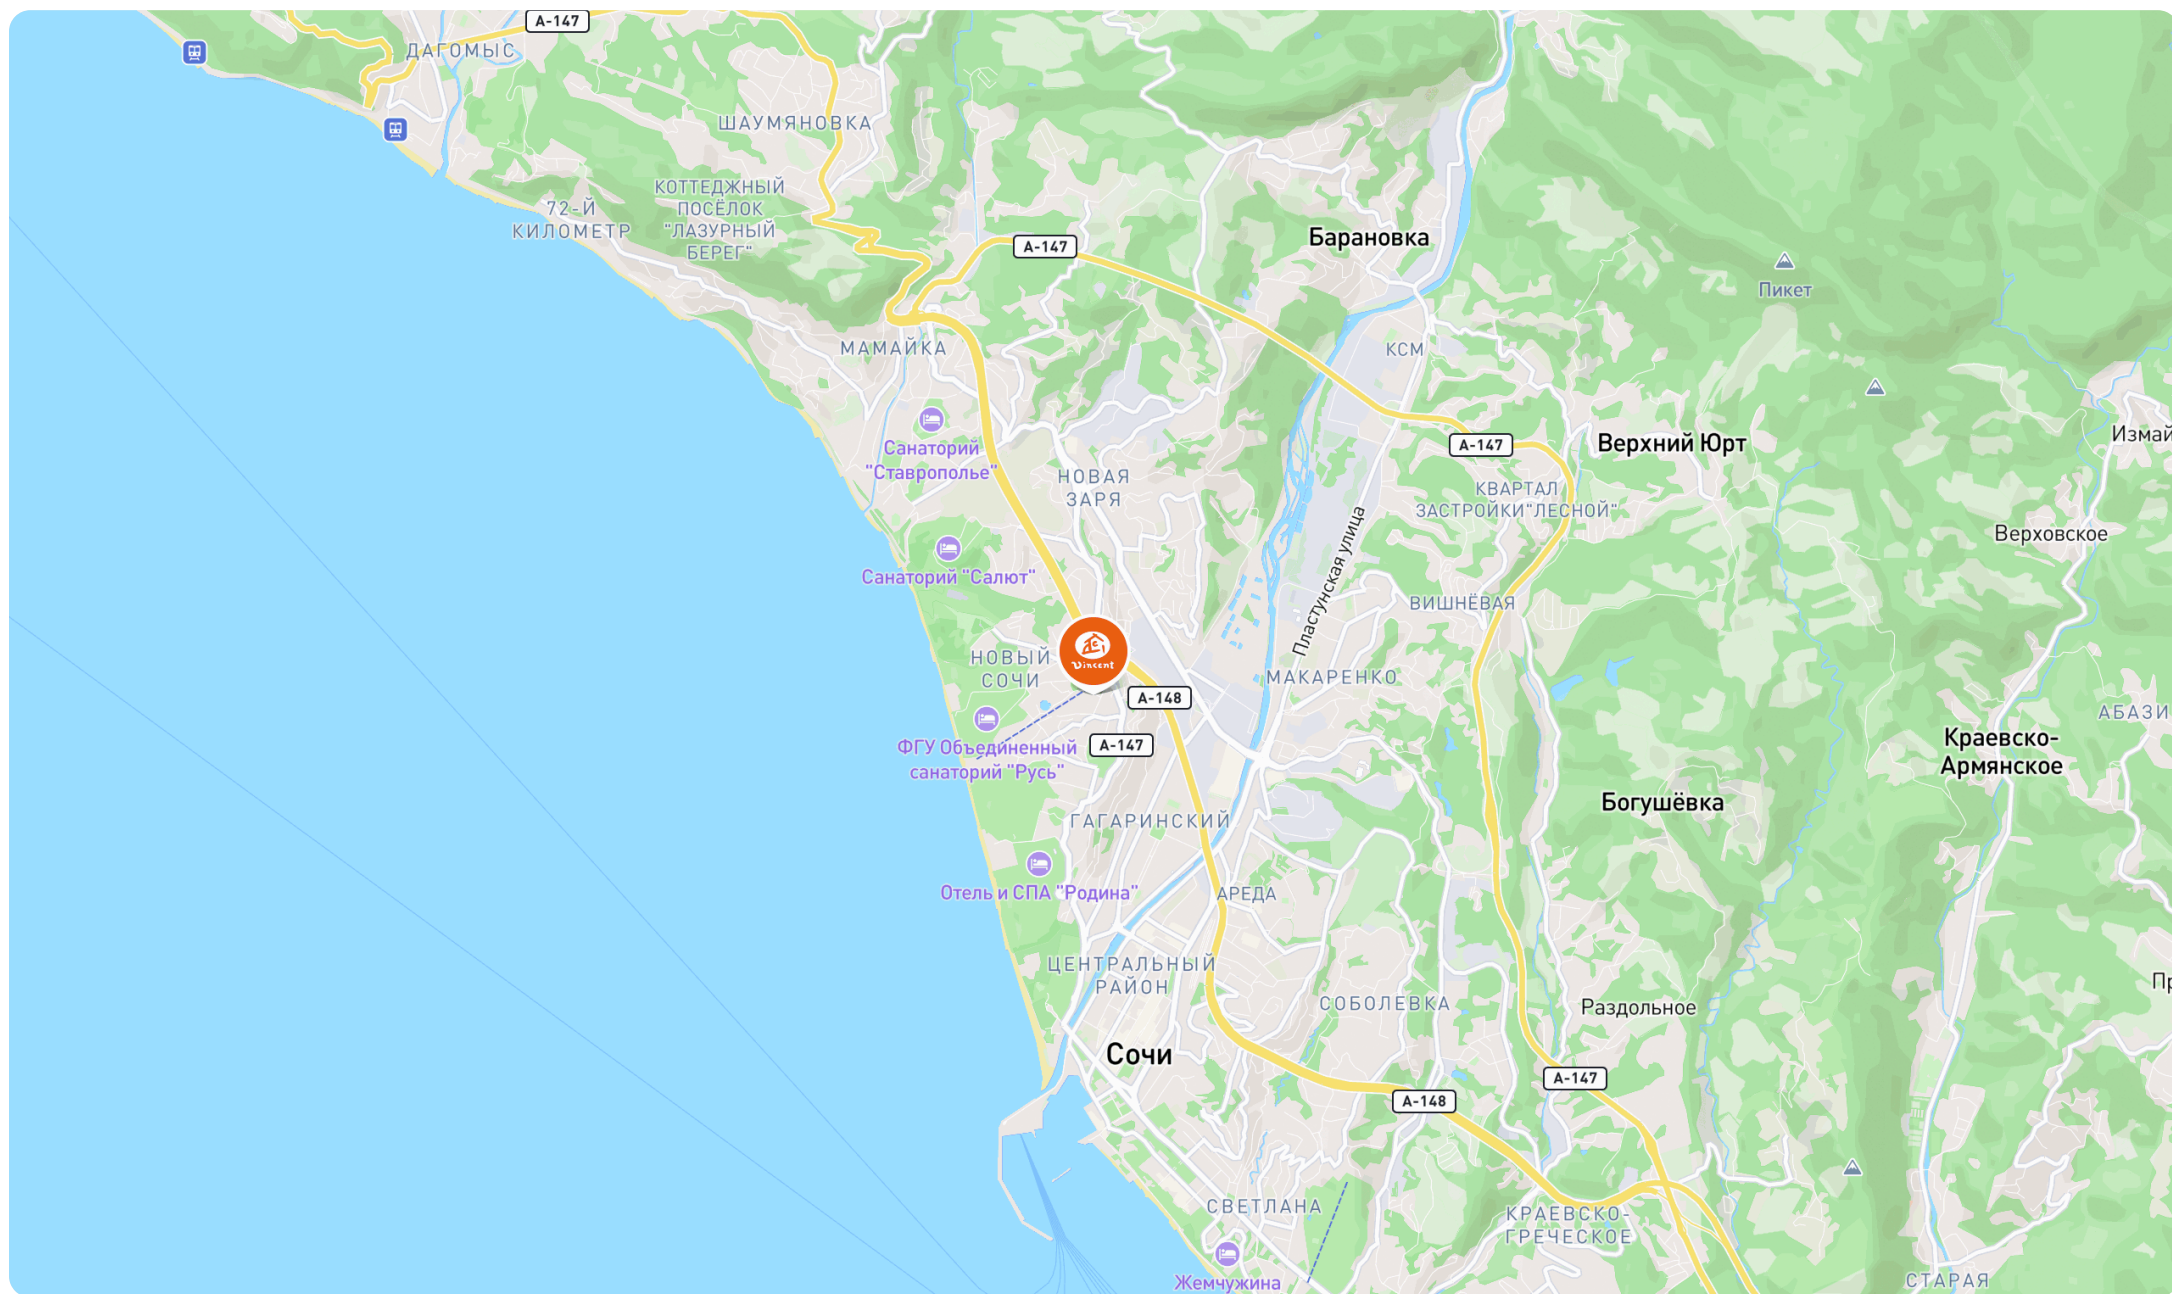 А-147
ДАГОМЫС
ШАУМЯНОВКА
КОТТЕДЖНЫЙ
ПОСЁЛОК
"ЛАЗУРНЫЙ
БЕРЕГ"
72-Й
КИЛОМЕТР
А-147
Барановка
Пикет
МАМАЙКА
КСМ
Санаторий
"Ставрополье"
НОВАЯ
ЗАРЯ
А-147
Верхний Юрт
Измай
КВАРТАЛ
ЗАСТРОЙКИ"ЛЕСНОЙ"
Верховское
Санаторий "Салют"
Пластунская улица
ВИШНЁВАЯ
Vincent
НОВЫЙ
СОЧИ
МАКАРЕНКО
А-148
АБАЗИ
ФГУ Объединенный
санаторий "Русь"
А-147
Краевско-
Армянское
Богушёвка
ГАГАРИНСКИЙ
Отель и СПА "Родина"
АРЕДА
ЦЕНТРАЛЬНЫЙ
РАЙОН
Пр
СОБОЛЕВКА
Раздольное
Сочи
А-147
А-148
СВЕТЛАНА
КРАЕВСКО-
ГРЕЧЕСКОЕ
Жемчужина
СТАРАЯ